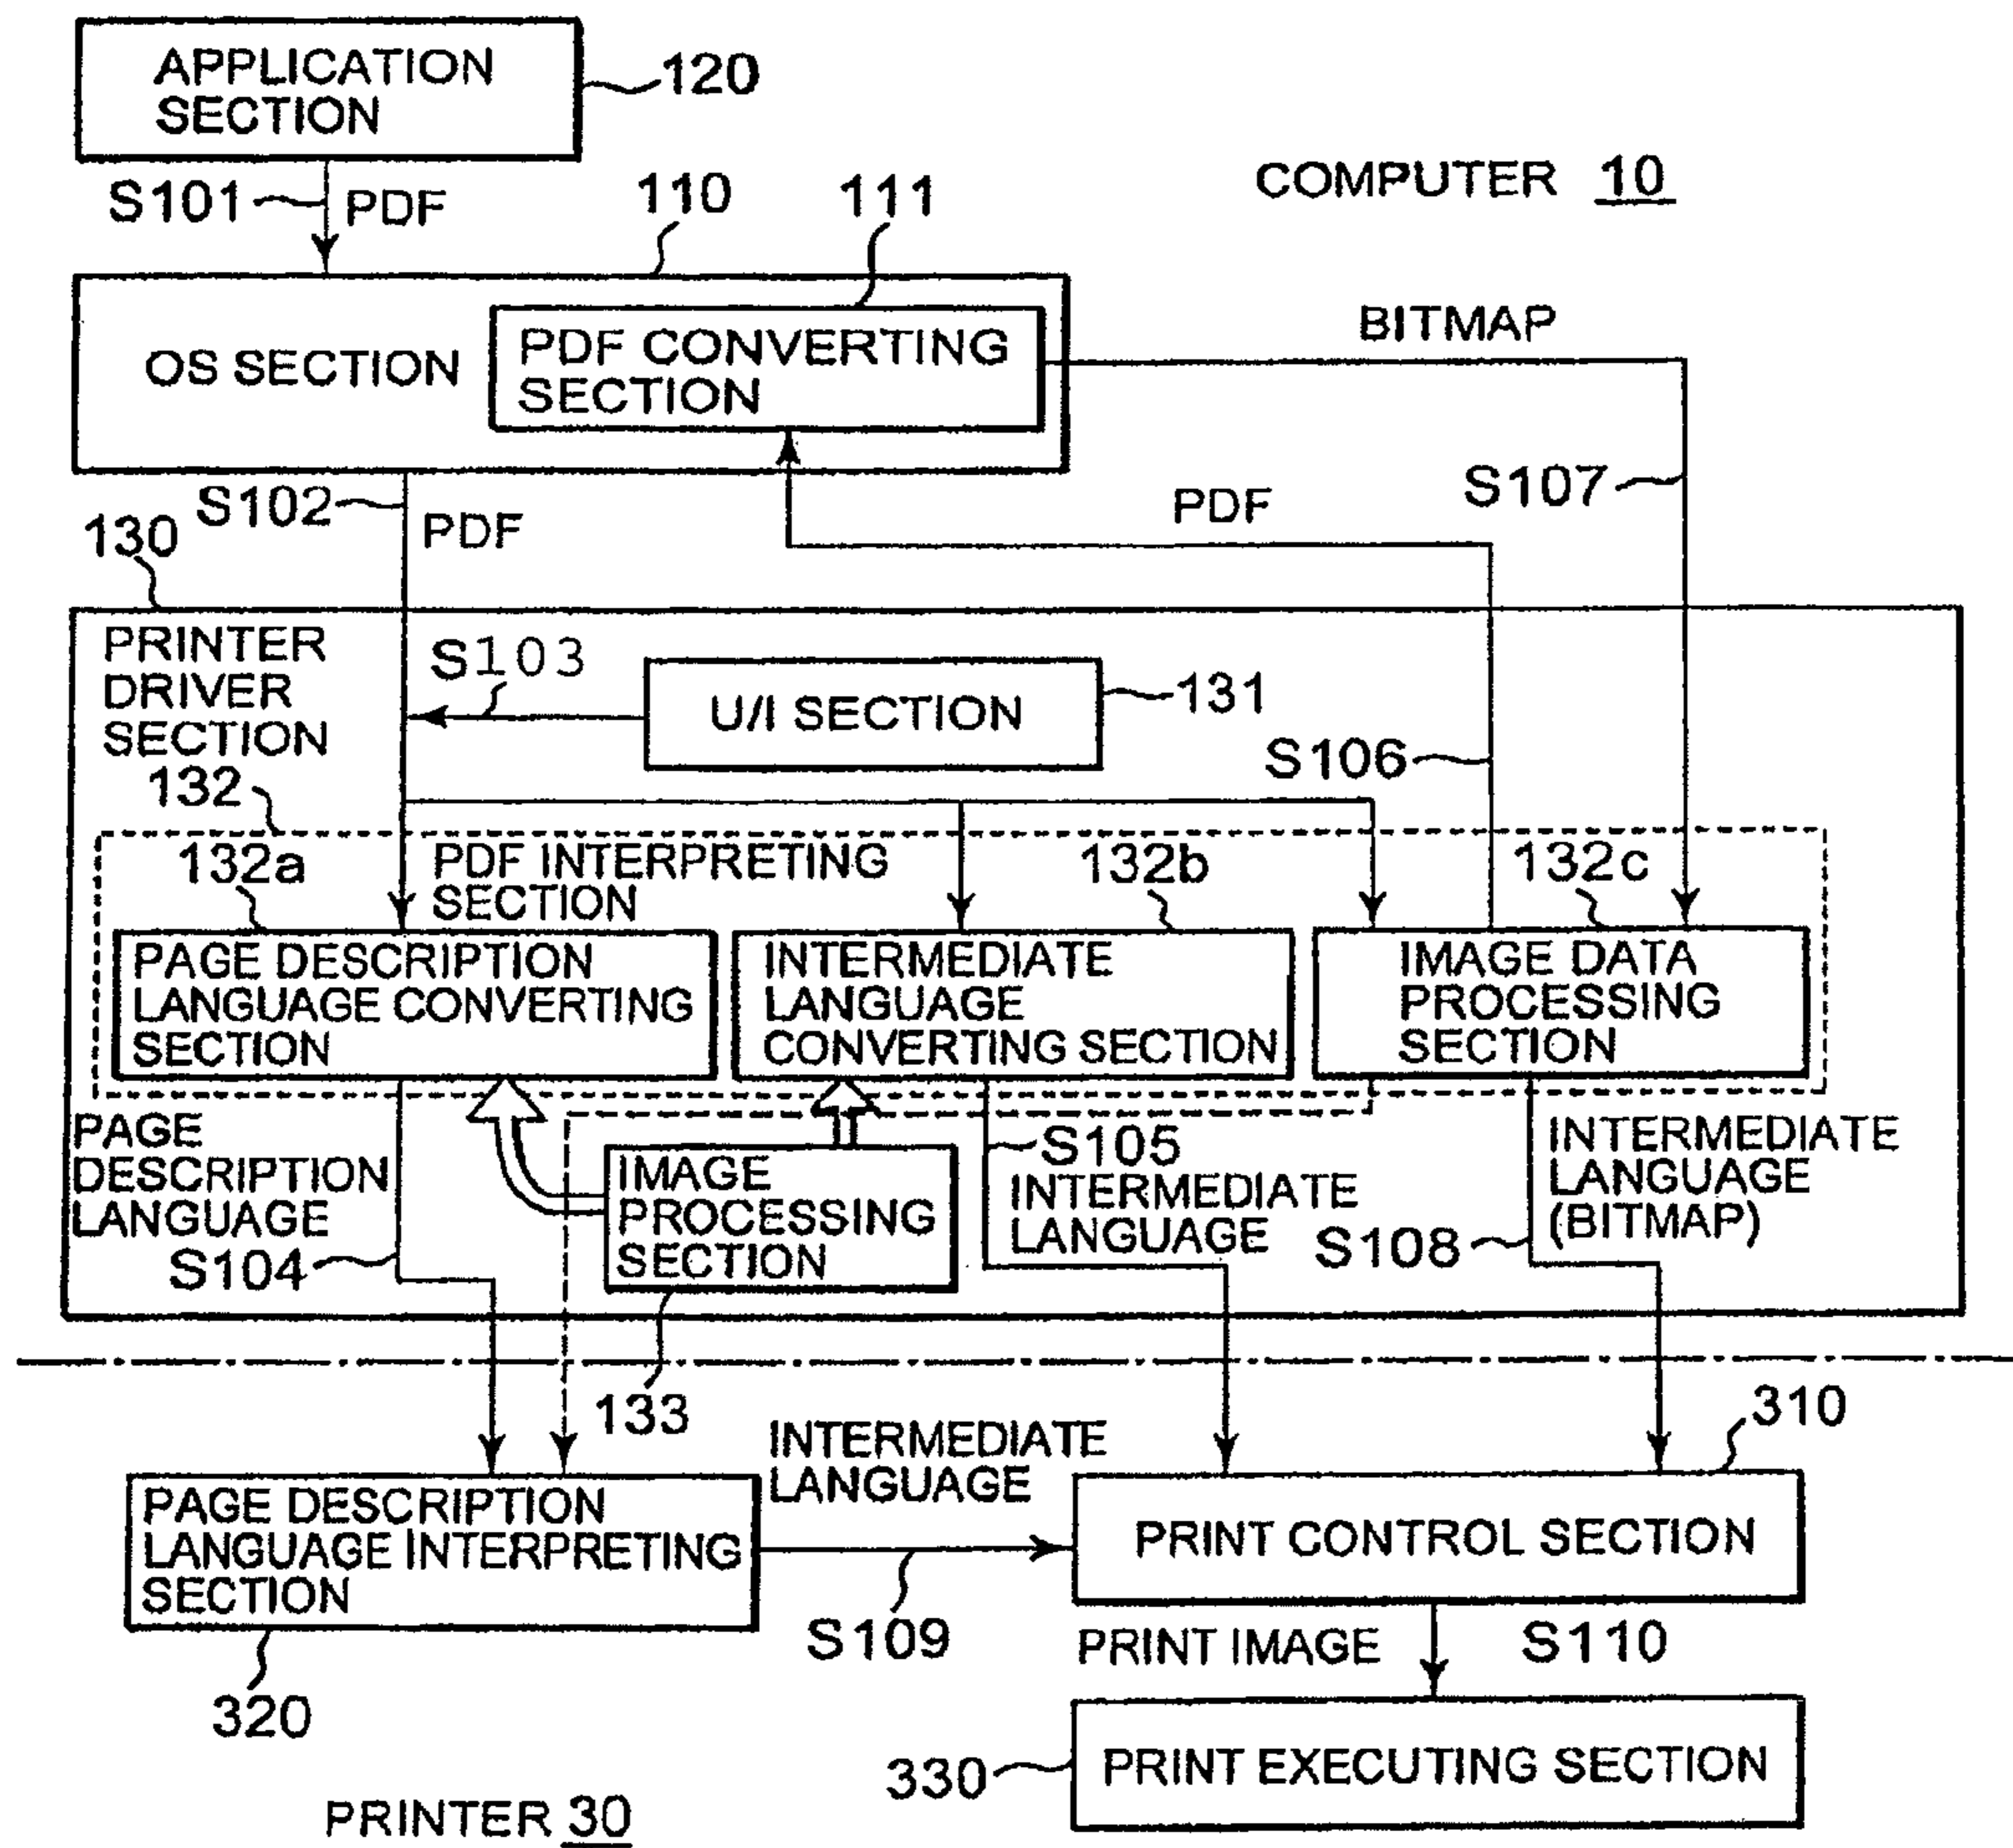 APPLICATION
SECTION
120
COMPUTER 10
S101
PDF
110
111
OS SECTION
PDF CONVERTING
SECTION
BITMAP
S102
PDF
PDF
S107
130
PRINTER
DRIVER
SECTION
S103
U/I SECTION
131
S106
132
132a
PDF INTERPRETING
SECTION
132b
132c
PAGE DESCRIPTION
LANGUAGE CONVERTING
SECTION
INTERMEDIATE
LANGUAGE
CONVERTING SECTION
IMAGE DATA
PROCESSING
SECTION
PAGE
DESCRIPTION
LANGUAGE
S104
IMAGE
PROCESSING
SECTION
S105
INTERMEDIATE
LANGUAGE
S108
INTERMEDIATE
LANGUAGE
(BITMAP)
133
310
INTERMEDIATE
LANGUAGE
PAGE DESCRIPTION
LANGUAGE INTERPRETING
SECTION
PRINT CONTROL SECTION
S109
320
PRINT IMAGE
S110
330
PRINT EXECUTING SECTION
PRINTER 30